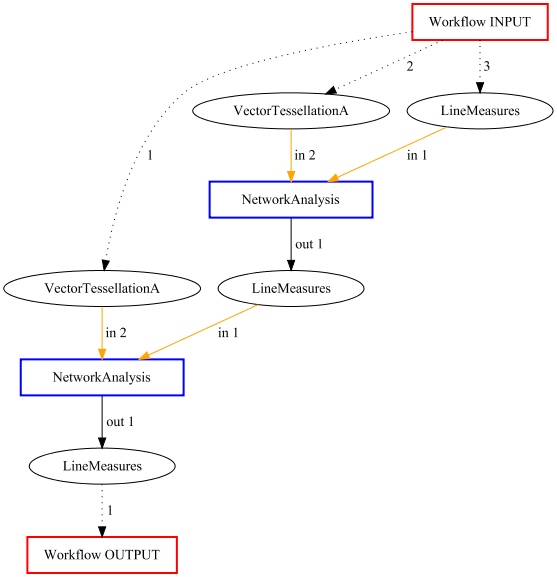 Workflow INPUT
2
3
VectorTessellationA
LineMeasures
1
in 2
in 1
NetworkAnalysis
out 1
VectorTessellationA
LineMeasures
in 2
in 1
NetworkAnalysis
out 1
LineMeasures
1
Workflow OUTPUT